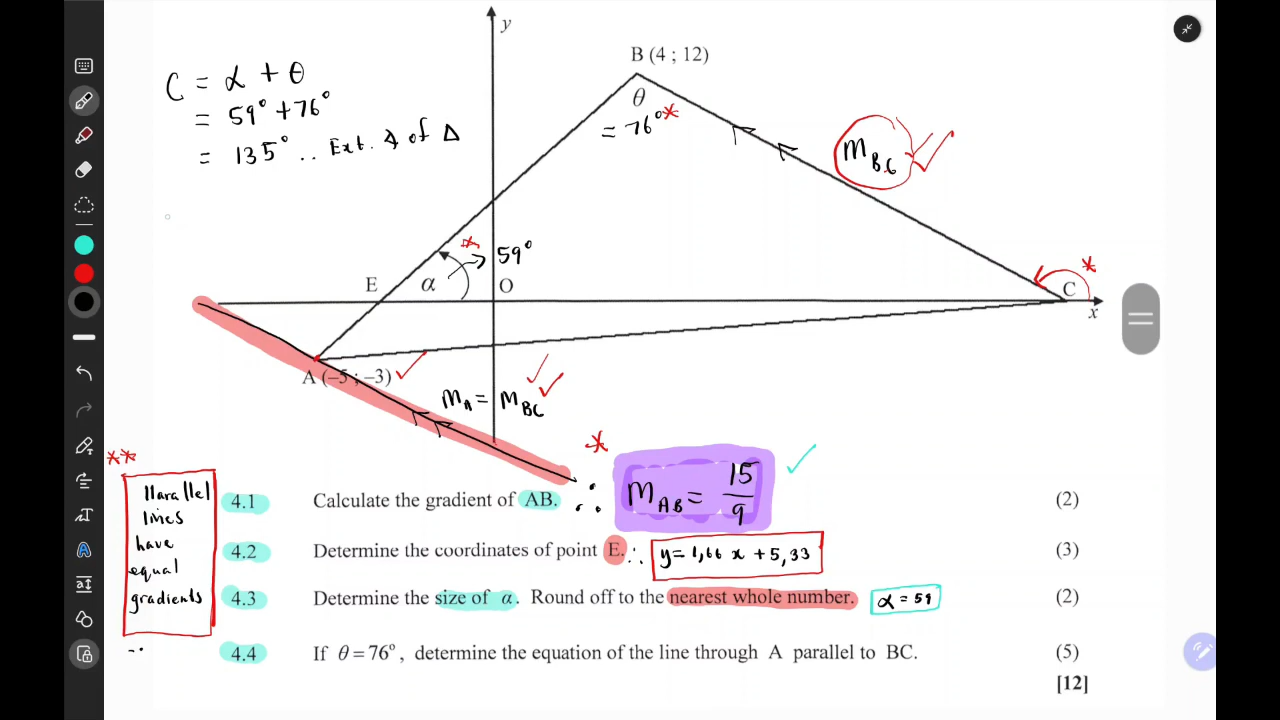 y
B (4 ; 12)
C = α + θ
= 59° + 76°
= 135° .. Ext. ∡ of Δ
θ
= 76° *
m_BC
* 59°
*
E
α
O
C
x
A (–5 ; –3)
m_A = m_BC
*
**
llarallel
lines
have
equal
gradients
..
4.1 Calculate the gradient of AB. ∴ m_AB = 15/9 (2)
4.2 Determine the coordinates of point E. ∴ y = 1,66 x + 5,33 (3)
4.3 Determine the size of α. Round off to the nearest whole number. α = 59 (2)
4.4 If θ = 76°, determine the equation of the line through A parallel to BC. (5)
[12]